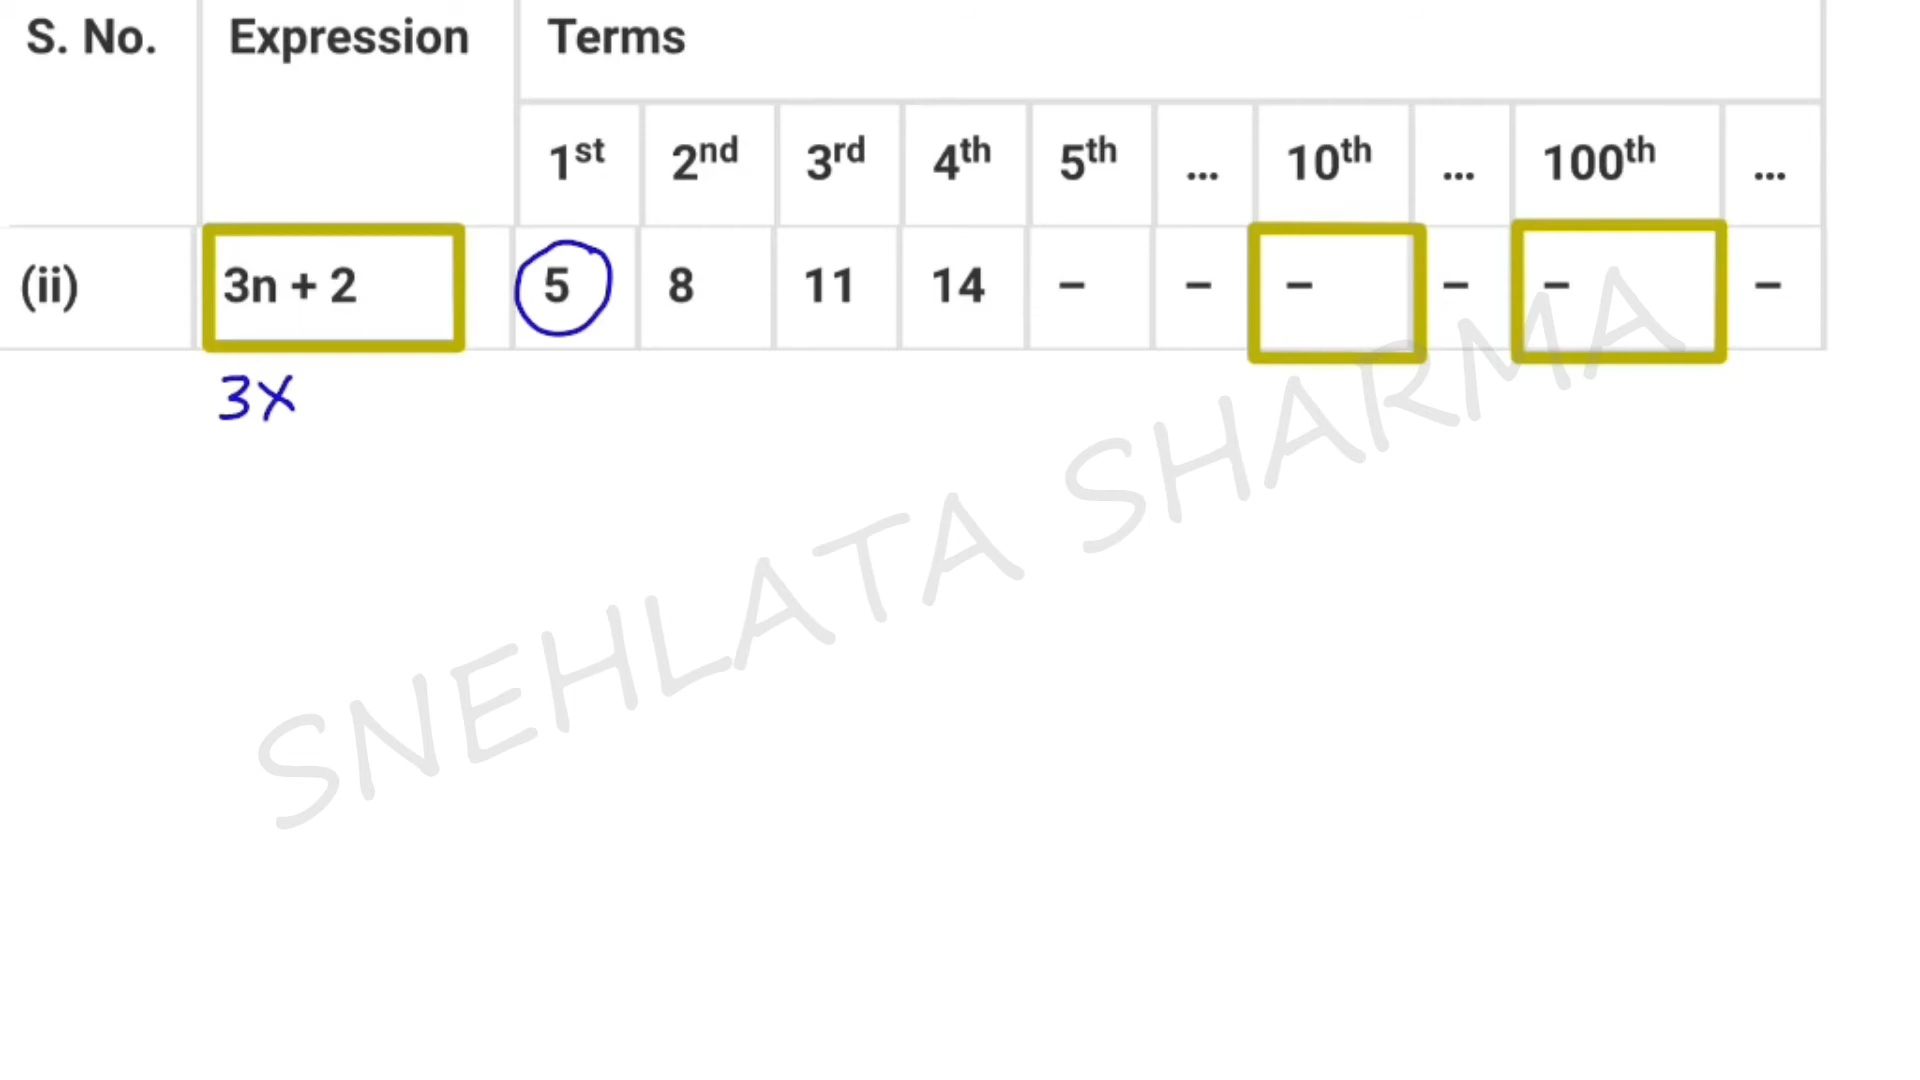 S. No. Expression Terms
1st 2nd 3rd 4th 5th ... 10th ... 100th ...
(ii) 3n + 2 5 8 11 14 – – – – – –
3×
SNEHLATA SHARMA